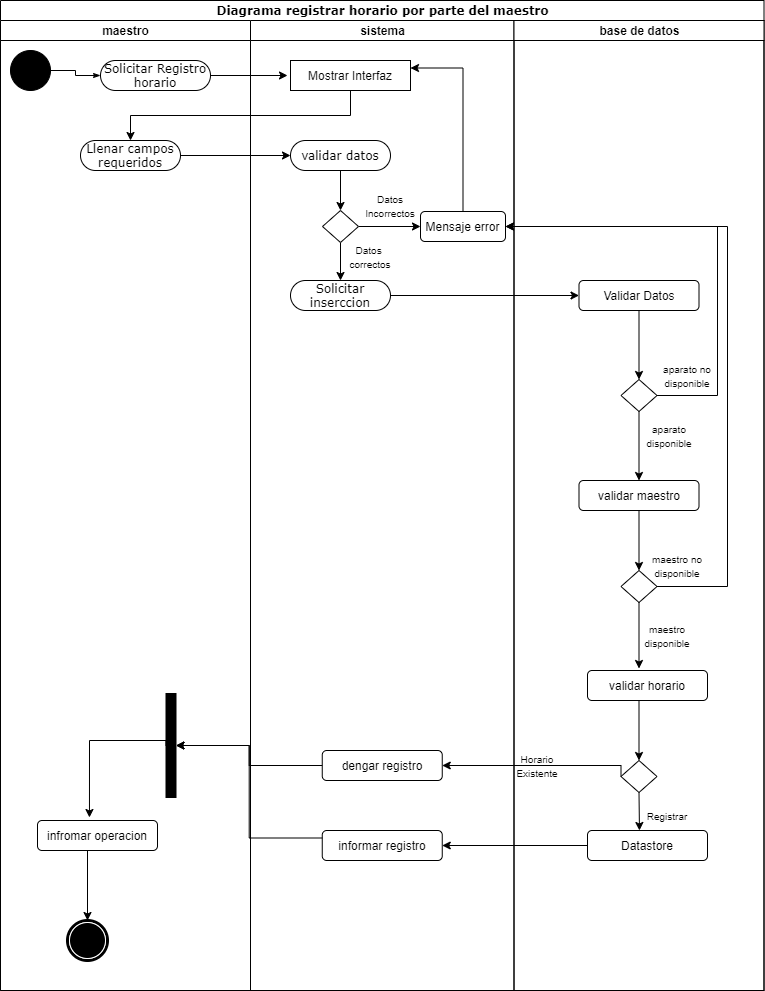 Diagrama registrar horario por parte del maestro
maestro
sistema
base de datos
Solicitar Registro
horario
Mostrar Interfaz
Llenar campos
requeridos
validar datos
Datos
Incorrectos
Mensaje error
Datos
correctos
Solicitar
inserccion
Validar Datos
aparato no
disponible
aparato
disponible
validar maestro
maestro no
disponible
maestro
disponible
validar horario
Horario
Existente
dengar registro
Registrar
infromar operacion
informar registro
Datastore